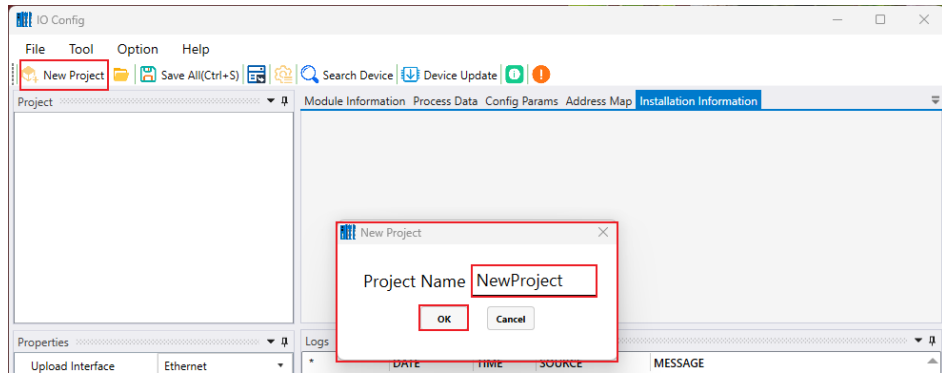 IO Config
File Tool Option Help
New Project Save All(Ctrl+S) Search Device Device Update
Project
Module Information Process Data Config Params Address Map Installation Information
New Project
Project Name NewProject
OK Cancel
Properties
Logs
Upload Interface Ethernet
* DATE TIME SOURCE MESSAGE